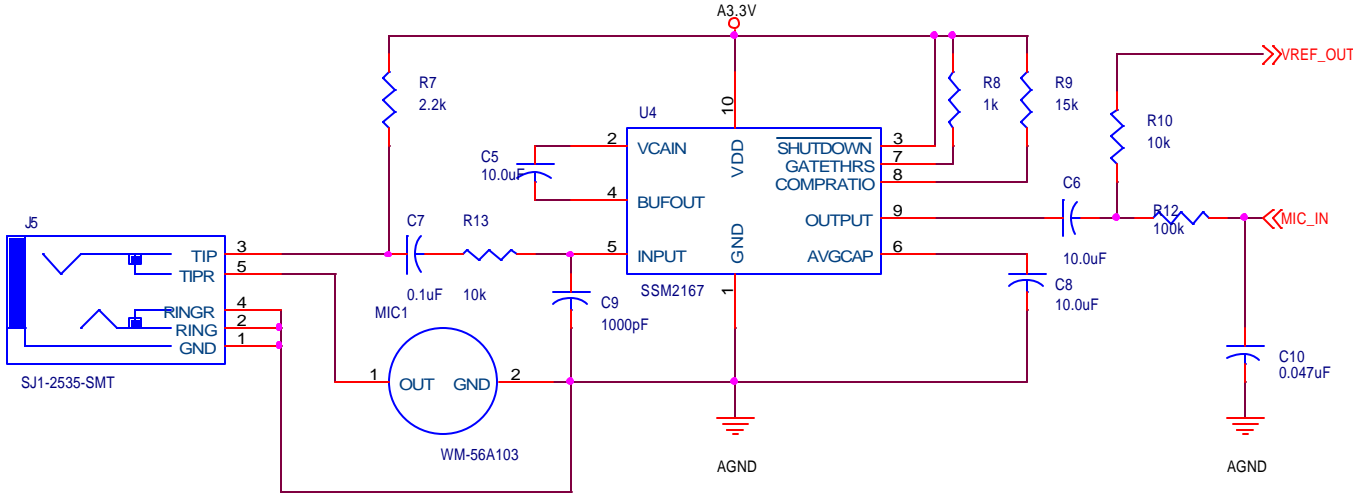 A3.3V
VREF_OUT
R7
2.2k
R8
1k
R9
15k
R10
10k
U4
10
2
VCAIN
VDD
SHUTDOWN
3
GATETHRS
7
COMPRATIO
8
C5
10.0uF
4
BUFOUT
C6
10.0uF
OUTPUT
9
R12
100k
MIC_IN
J5
C7
0.1uF
R13
10k
5
INPUT
GND
1
AVGCAP
6
SSM2167
TIP
3
TIPR
5
RINGR
4
RING
2
GND
1
SJ1-2535-SMT
C9
1000pF
C8
10.0uF
MIC1
1
OUT
GND
2
WM-56A103
C10
0.047uF
AGND
AGND